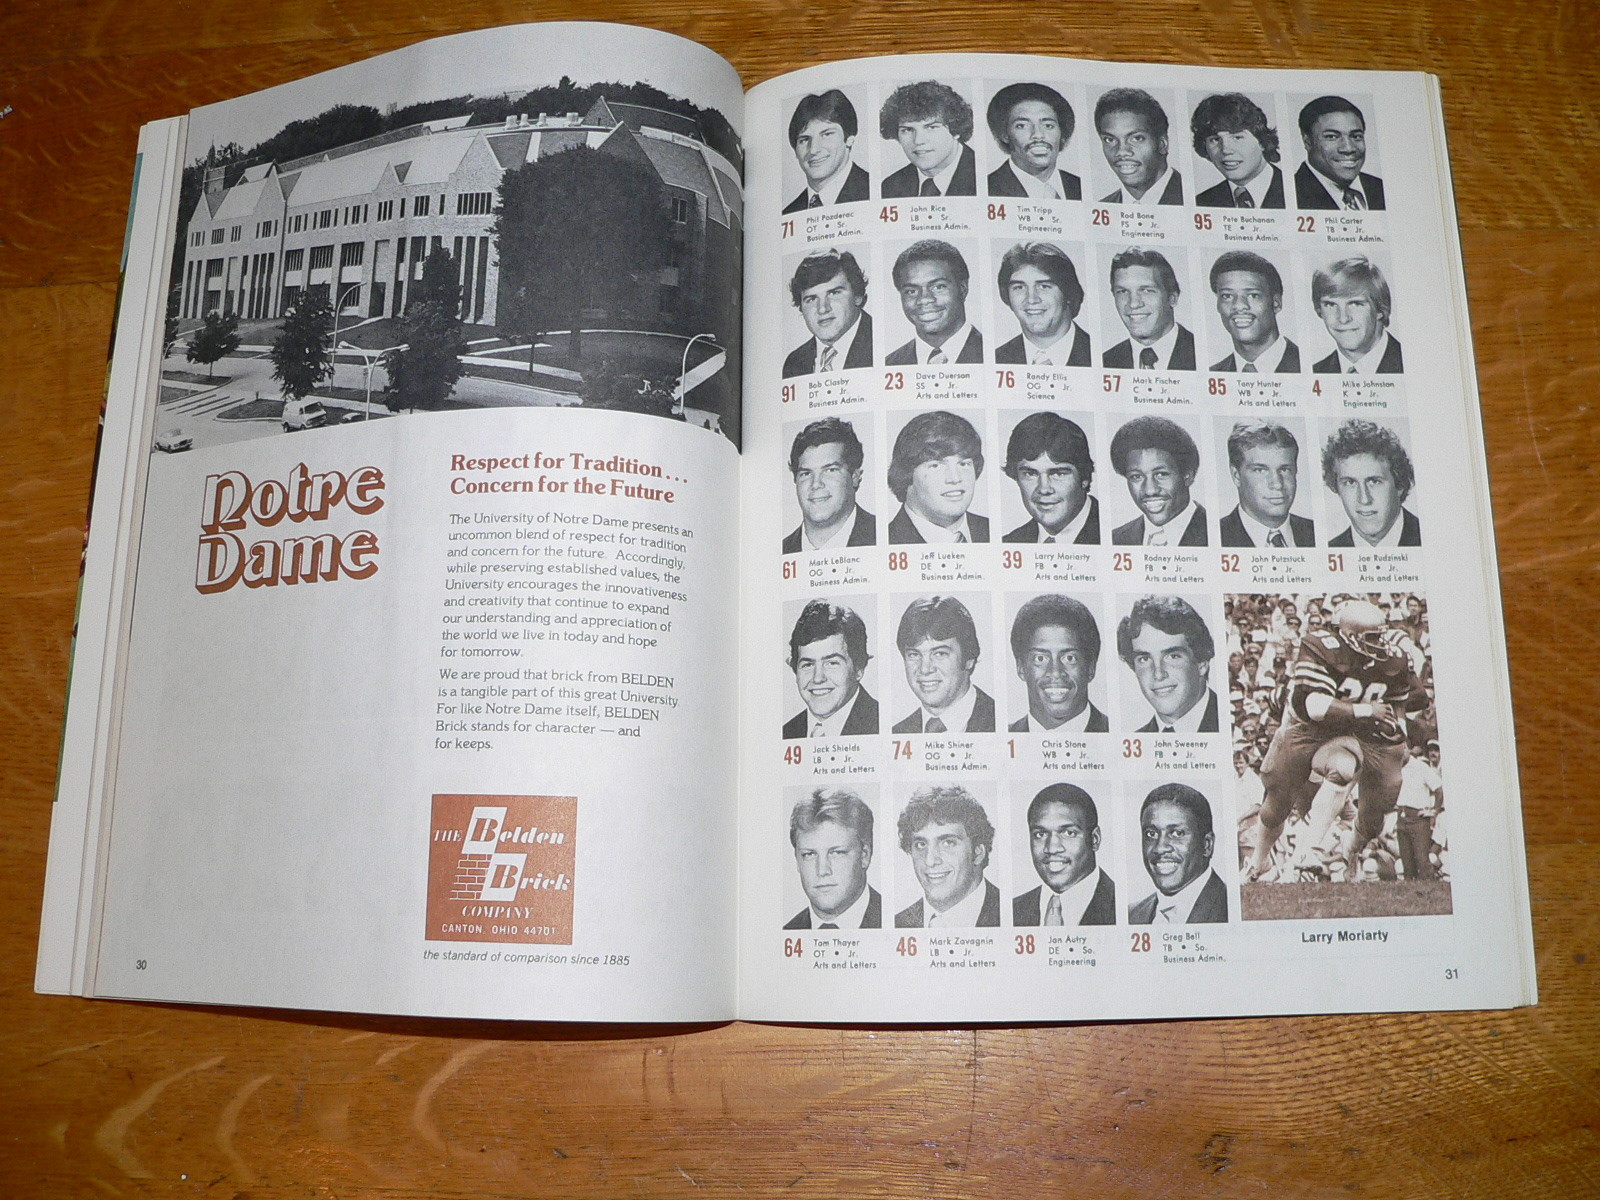 Notre
Dame
Respect for Tradition...
Concern for the Future
The University of Notre Dame presents an
uncommon blend of respect for tradition
and concern for the future. Accordingly,
while preserving established values, the
University encourages the innovativeness
and creativity that continue to expand
our understanding and appreciation of
the world we live in today and hope
for tomorrow.
We are proud that brick from BELDEN
is a tangible part of this great University.
For like Notre Dame itself, BELDEN
Brick stands for character — and
for keeps.
THE Belden
Brick
COMPANY
CANTON, OHIO 44701
the standard of comparison since 1885
30
71 Phil Pozderac
OT • Sr.
Business Admin.
45 John Rice
LB • Sr.
Business Admin.
84 Tim Tripp
WB • Sr.
Engineering
26 Rod Bone
FS • Jr.
Engineering
95 Pete Buchanan
TE • Jr.
Business Admin.
22 Phil Carter
TB • Jr.
Business Admin.
91 Bob Clasby
DT • Jr.
Business Admin.
23 Dave Duerson
SS • Jr.
Arts and Letters
76 Randy Ellis
OG • Jr.
Science
57 Mark Fischer
C • Jr.
Business Admin.
85 Tony Hunter
WB • Jr.
Arts and Letters
4 Mike Johnston
K • Jr.
Engineering
61 Mark LeBlanc
OG • Jr.
Business Admin.
88 Jeff Lueken
DE • Jr.
Business Admin.
39 Larry Moriarty
FB • Jr.
Arts and Letters
25 Rodney Morris
FB • Jr.
Arts and Letters
52 John Putzstuck
OT • Jr.
Arts and Letters
51 Joe Rudzinski
LB • Jr.
Arts and Letters
49 Jack Shields
LB • Jr.
Arts and Letters
74 Mike Shiner
OG • Jr.
Business Admin.
1 Chris Stone
WB • Jr.
Arts and Letters
33 John Sweeney
FB • Jr.
Arts and Letters
64 Tom Thayer
OT • Jr.
Arts and Letters
46 Mark Zavagnin
LB • Jr.
Arts and Letters
38 Jon Autry
DE • So.
Engineering
28 Greg Bell
TB • So.
Business Admin.
Larry Moriarty
31